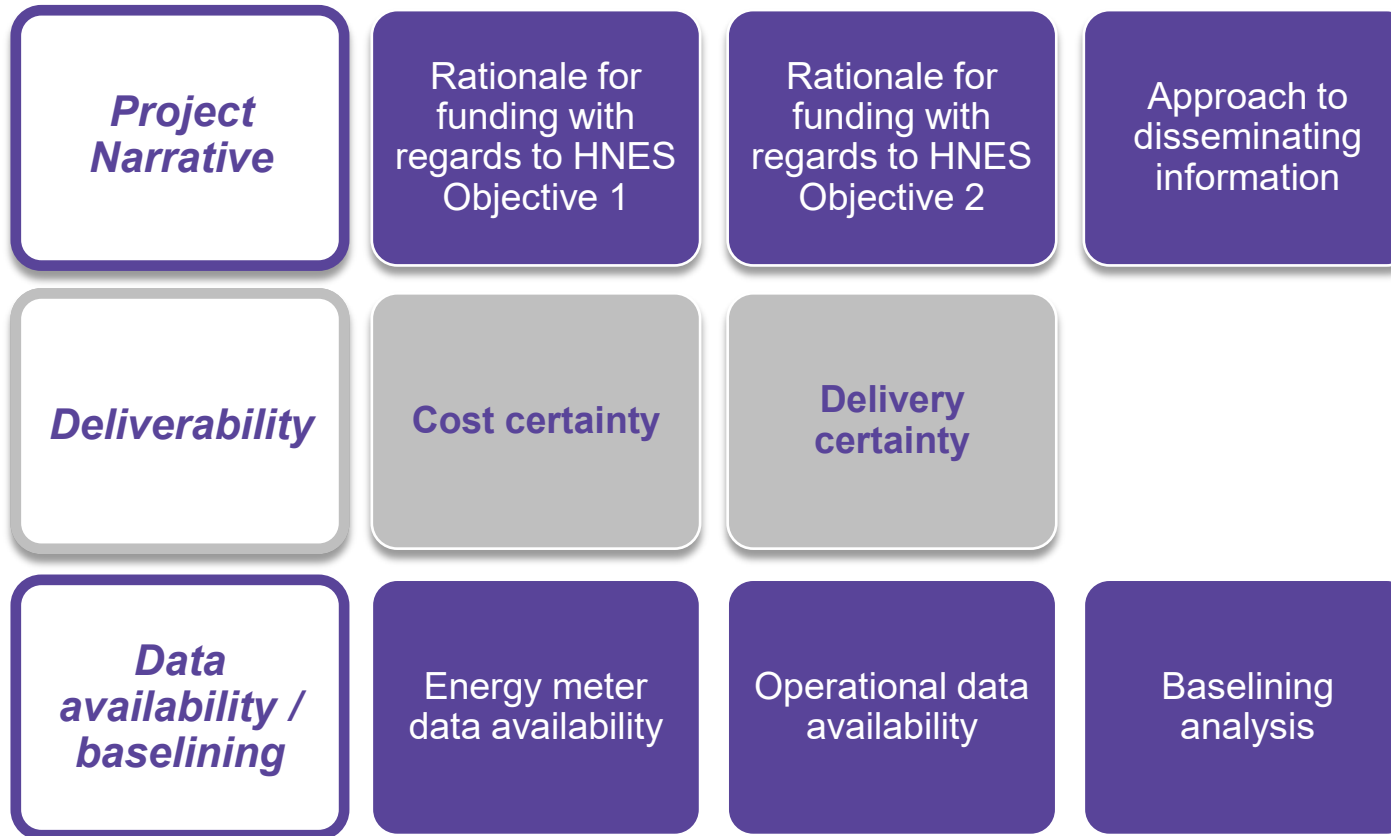 Project
Narrative
Rationale for
funding with
regards to HNES
Objective 1
Rationale for
funding with
regards to HNES
Objective 2
Approach to
disseminating
information
Deliverability
Cost certainty
Delivery
certainty
Data
availability /
baselining
Energy meter
data availability
Operational data
availability
Baselining
analysis